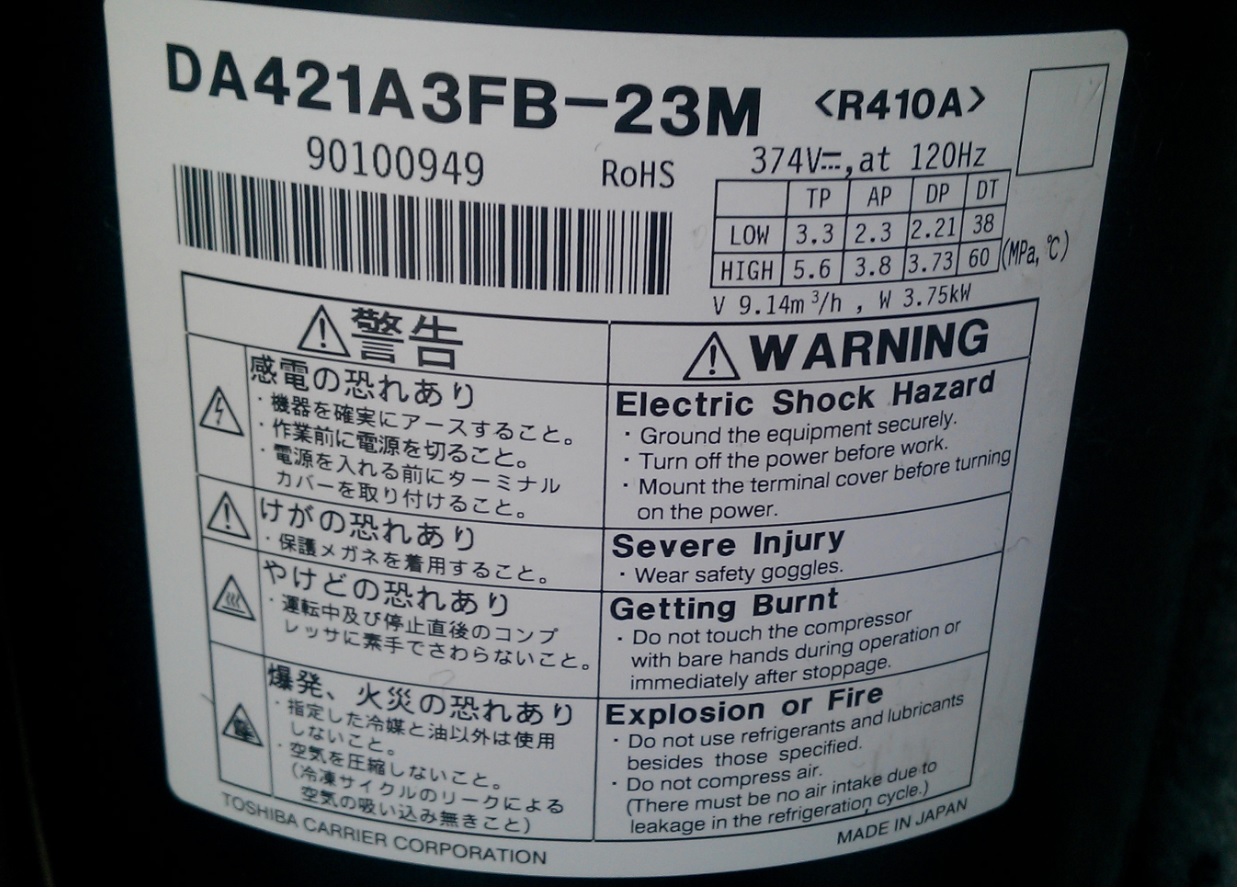 DA421A3FB-23M <R410A>
90100949 RoHS 374V⎓,at 120Hz
TP AP DP DT
LOW 3.3 2.3 2.21 38
HIGH 5.6 3.8 3.73 60 (MPa,℃)
V 9.14m³/h , W 3.75kW
警告
感電の恐れあり
・機器を確実にアースすること。
・作業前に電源を切ること。
・電源を入れる前にターミナル
カバーを取り付けること。
けがの恐れあり
・保護メガネを着用すること。
やけどの恐れあり
・運転中及び停止直後のコンプ
レッサに素手でさわらないこと。
爆発、火災の恐れあり
・指定した冷媒と油以外は使用
しないこと。
・空気を圧縮しないこと。
(冷凍サイクルのリークによる
空気の吸い込み無きこと)
WARNING
Electric Shock Hazard
・Ground the equipment securely.
・Turn off the power before work.
・Mount the terminal cover before turning
on the power.
Severe Injury
・Wear safety goggles.
Getting Burnt
・Do not touch the compressor
with bare hands during operation or
immediately after stoppage.
Explosion or Fire
・Do not use refrigerants and lubricants
besides those specified.
・Do not compress air.
(There must be no air intake due to
leakage in the refrigeration cycle.)
TOSHIBA CARRIER CORPORATION
MADE IN JAPAN